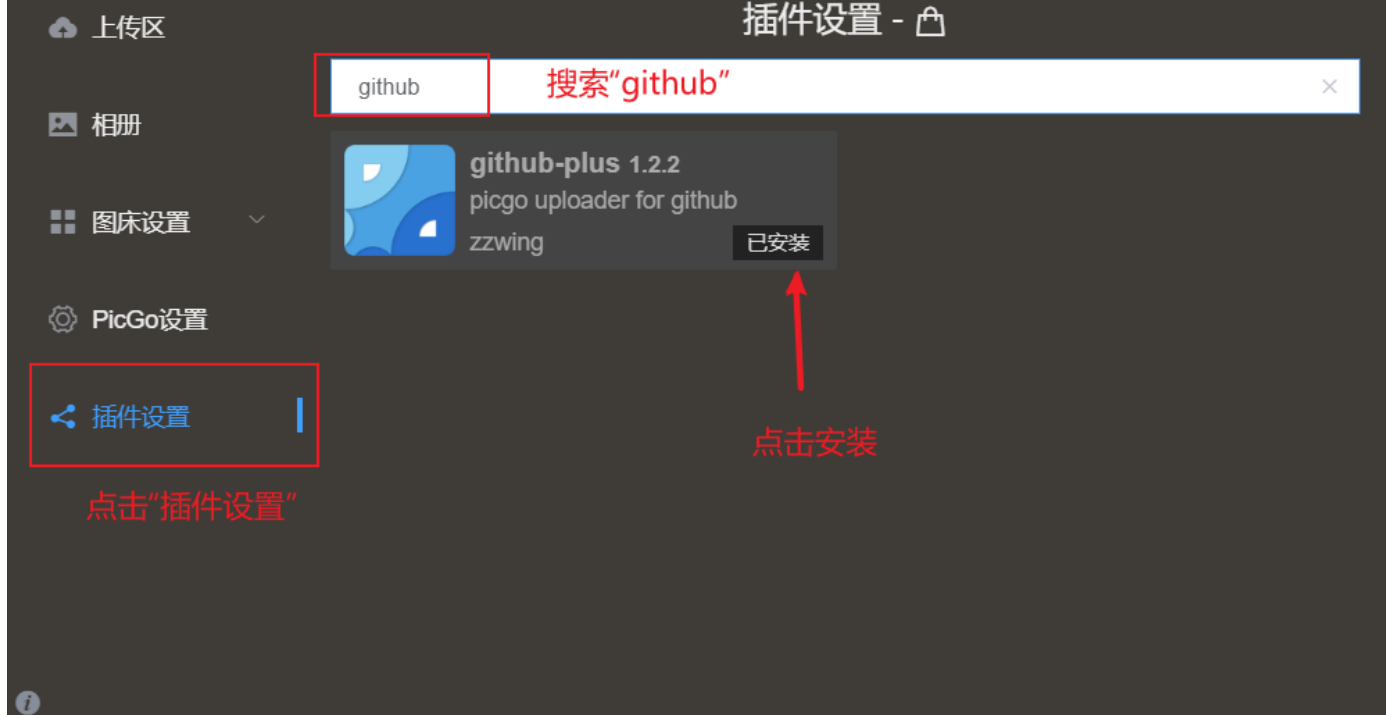 上传区
插件设置 -
github
搜索“github”
相册
github-plus 1.2.2
picgo uploader for github
图床设置
zzwing
已安装
PicGo设置
插件设置
点击安装
点击“插件设置”